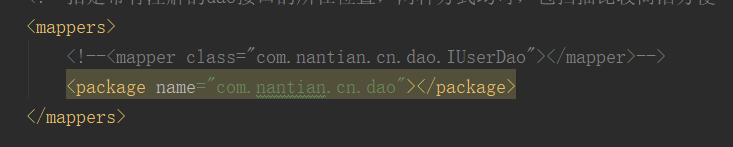 <mappers>
<!--<mapper class="com.nantian.cn.dao.IUserDao"></mapper>-->
<package name="com.nantian.cn.dao"></package>
</mappers>